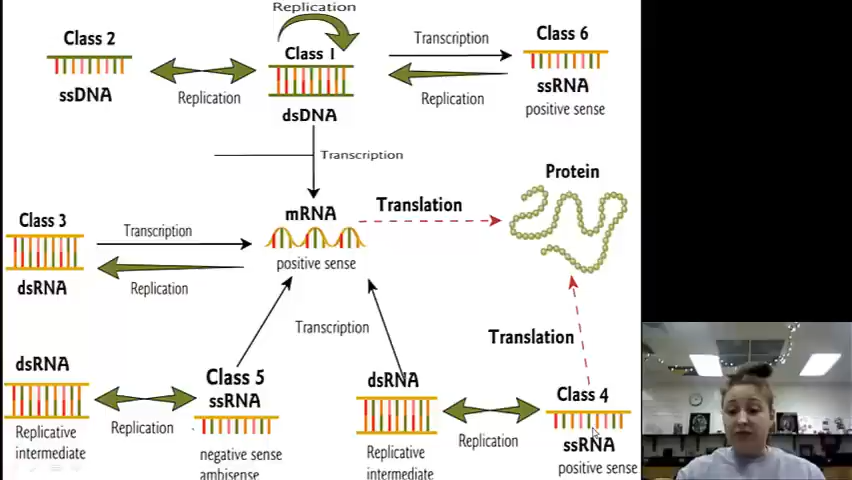 Replication
Class 2
ssDNA
Replication
Class 1
dsDNA
Transcription
Replication
Class 6
ssRNA
positive sense
Transcription
Class 3
dsRNA
Transcription
Replication
mRNA
positive sense
Translation
Protein
Transcription
Translation
dsRNA
Replicative
intermediate
Replication
Class 5
ssRNA
negative sense
ambisense
dsRNA
Replicative
intermediate
Replication
Class 4
ssRNA
positive sense